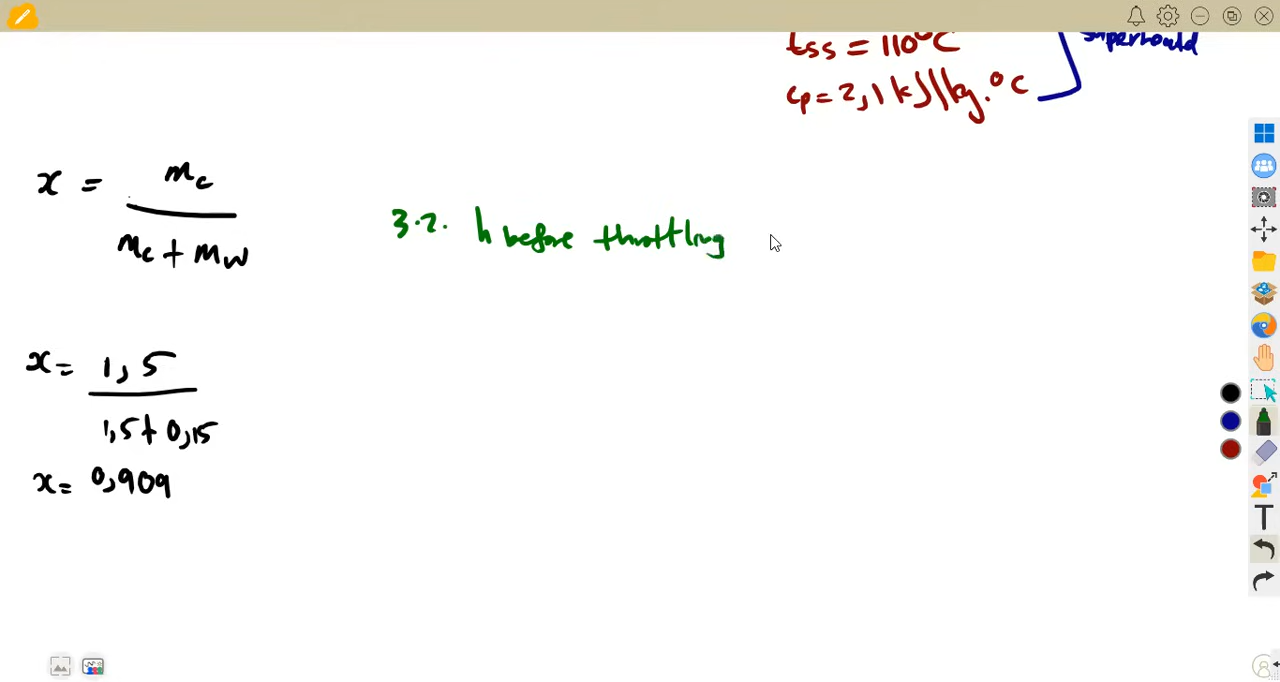 tss = 110°C
superheated
cp = 2,1 kJ/kg.°C
x = mc / mc + mw
3.2. h before throttling
x = 1,5 / 1,5 + 0,15
x = 0,909
T